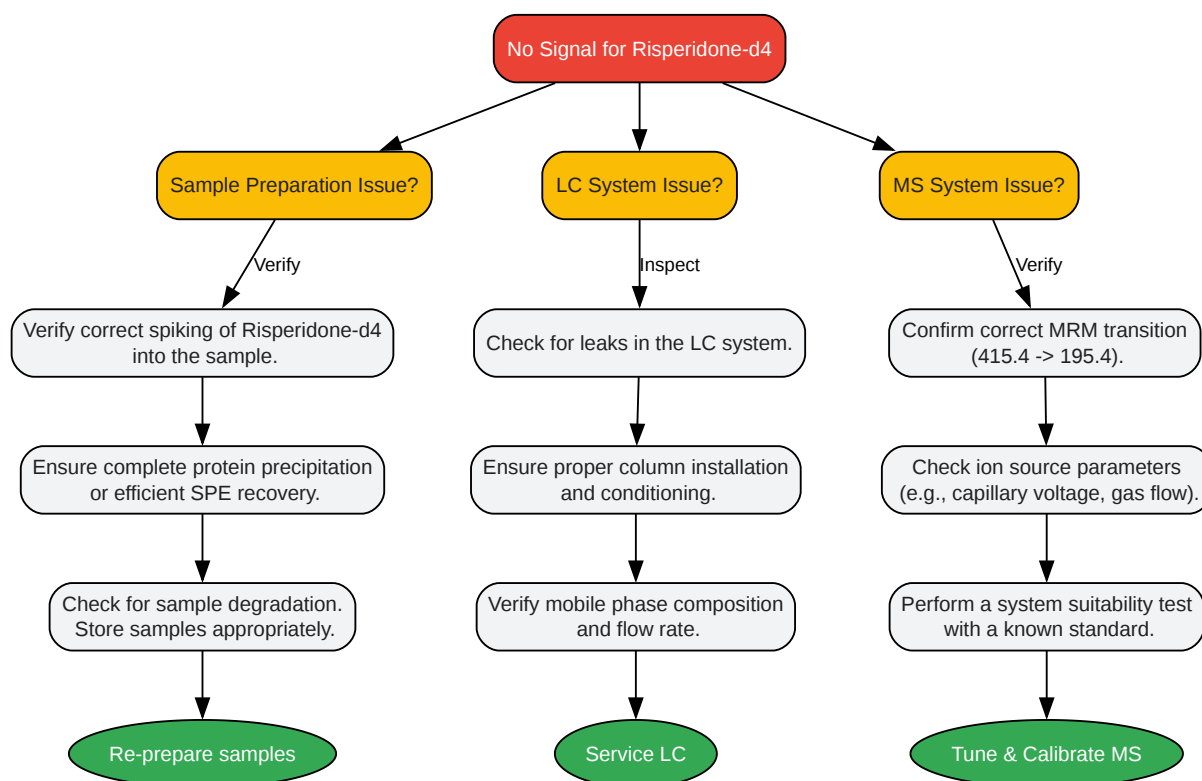 No Signal for Risperidone-d4
Sample Preparation Issue?
LC System Issue?
MS System Issue?
Verify
Inspect
Verify
Verify correct spiking of Risperidone-d4
into the sample.
Check for leaks in the LC system.
Confirm correct MRM transition
(415.4 -> 195.4).
Ensure complete protein precipitation
or efficient SPE recovery.
Ensure proper column installation
and conditioning.
Check ion source parameters
(e.g., capillary voltage, gas flow).
Check for sample degradation.
Store samples appropriately.
Verify mobile phase composition
and flow rate.
Perform a system suitability test
with a known standard.
Re-prepare samples
Service LC
Tune & Calibrate MS